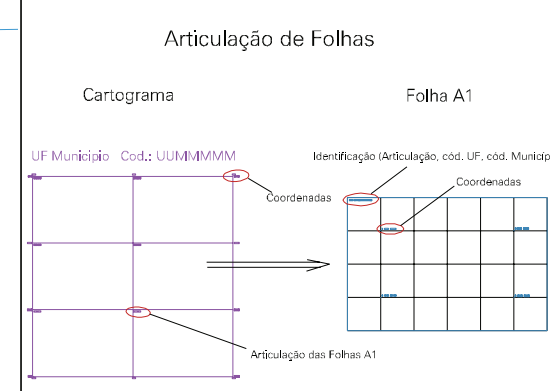 Articulação de Folhas
Cartograma
Folha A1
UF Municipio Cod.: UUMMMMM
Identificação (Articulação, cód. UF, cód. Municíp
Coordenadas
Coordenadas
Articulação das Folhas A1